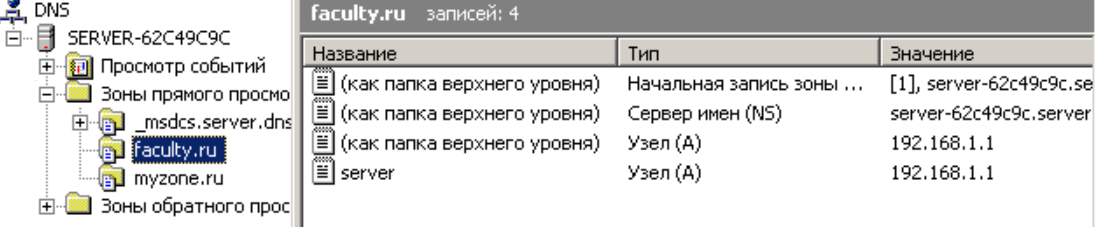 DNS
SERVER-62C49C9C
Просмотр событий
Зоны прямого просмо
_msdcs.server.dns
faculty.ru
myzone.ru
Зоны обратного прос
faculty.ru записей: 4
Название Тип Значение
(как папка верхнего уровня) Начальная запись зоны ... [1], server-62c49c9c.se
(как папка верхнего уровня) Сервер имен (NS) server-62c49c9c.server
(как папка верхнего уровня) Узел (A) 192.168.1.1
server Узел (A) 192.168.1.1